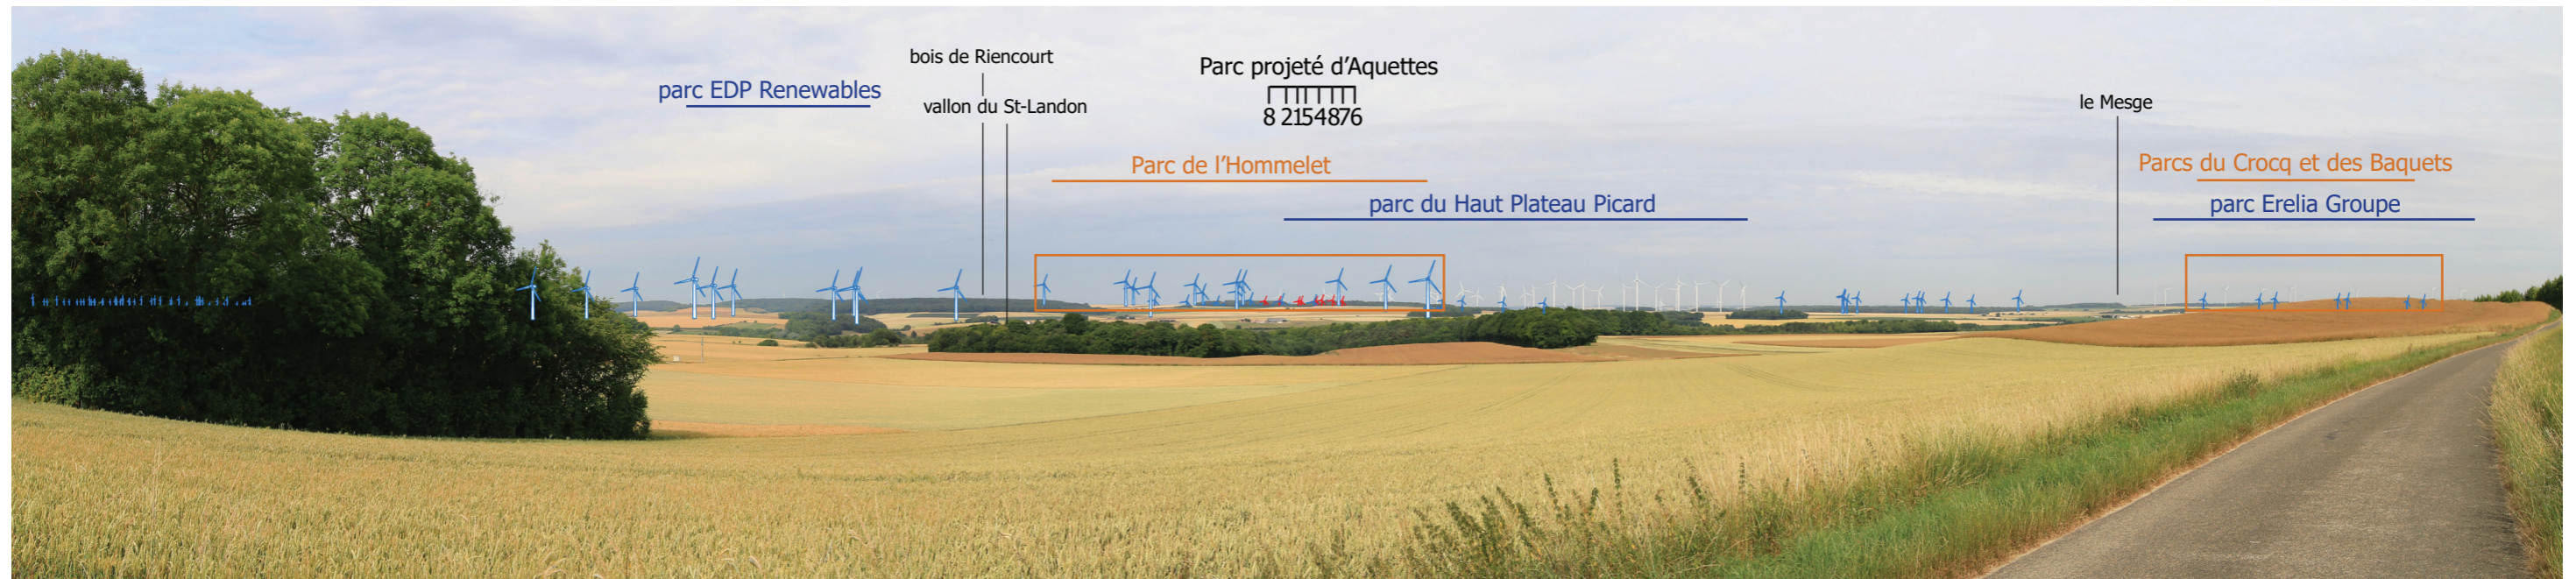 bois de Riencourt
parc EDP Renewables
vallon du St-Landon
Parc projeté d'Aquettes
8 2154876
le Mesge
Parc de l'Hommelet
parc du Haut Plateau Picard
Parcs du Crocq et des Baquets
parc Erelia Groupe